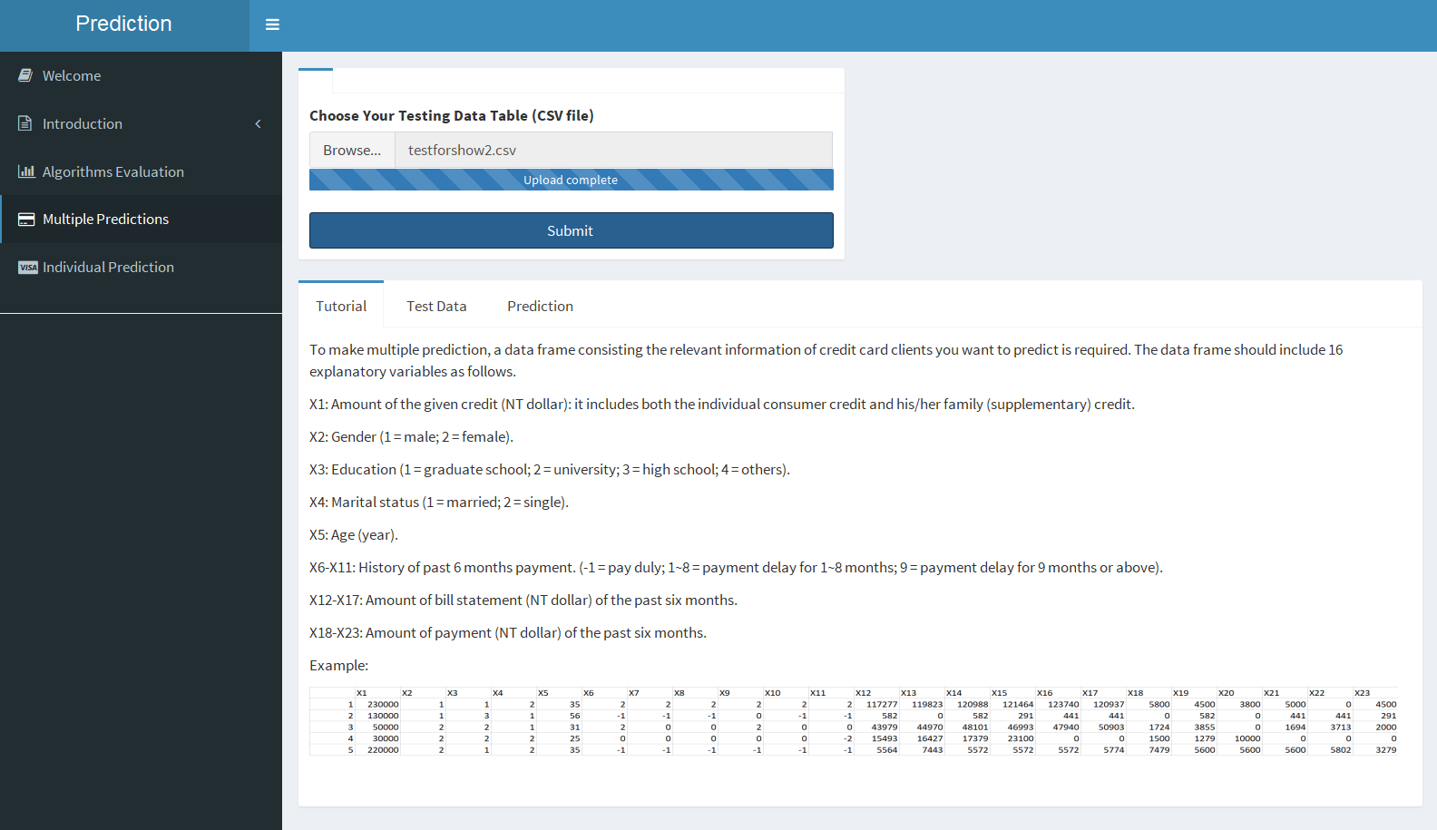 Prediction
Welcome
Introduction
Algorithms Evaluation
Multiple Predictions
VISA Individual Prediction
Choose Your Testing Data Table (CSV file)
Browse... testforshow2.csv
Upload complete
Submit
Tutorial Test Data Prediction
To make multiple prediction, a data frame consisting the relevant information of credit card clients you want to predict is required. The data frame should include 16
explanatory variables as follows.
X1: Amount of the given credit (NT dollar): it includes both the individual consumer credit and his/her family (supplementary) credit.
X2: Gender (1 = male; 2 = female).
X3: Education (1 = graduate school; 2 = university; 3 = high school; 4 = others).
X4: Marital status (1 = married; 2 = single).
X5: Age (year).
X6-X11: History of past 6 months payment. (-1 = pay duly; 1~8 = payment delay for 1~8 months; 9 = payment delay for 9 months or above).
X12-X17: Amount of bill statement (NT dollar) of the past six months.
X18-X23: Amount of payment (NT dollar) of the past six months.
Example:
X1 X2 X3 X4 X5 X6 X7 X8 X9 X10 X11 X12 X13 X14 X15 X16 X17 X18 X19 X20 X21 X22 X23
1 230000 1 1 2 35 2 2 2 2 2 2 117277 119823 120988 121464 123740 120937 5800 4500 3800 5000 0 4500
2 130000 1 3 1 56 -1 -1 -1 0 -1 -1 582 0 582 291 441 441 0 582 0 441 441 291
3 50000 2 2 1 31 2 0 0 2 0 0 43979 44970 48101 46993 47940 50903 1724 3855 0 1694 3713 2000
4 30000 2 2 2 25 0 0 0 0 0 -2 15493 16427 17379 23100 0 0 1500 1279 10000 0 0 0
5 220000 2 1 2 35 -1 -1 -1 -1 -1 -1 5564 7443 5572 5572 5572 5774 7479 5600 5600 5600 5802 3279